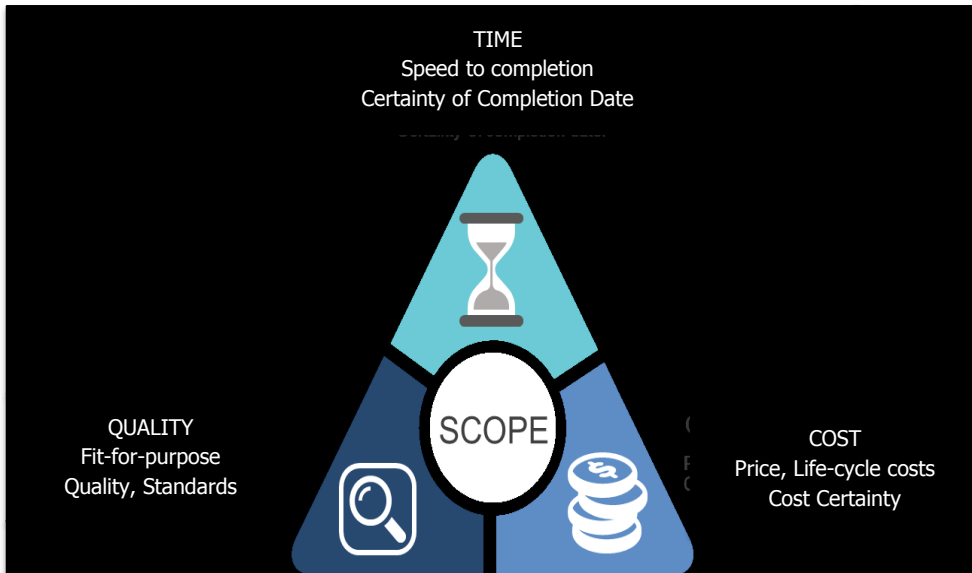 TIME
Speed to completion
Certainty of Completion Date
QUALITY
Fit-for-purpose
Quality, Standards
SCOPE
$
COST
Price, Life-cycle costs
Cost Certainty